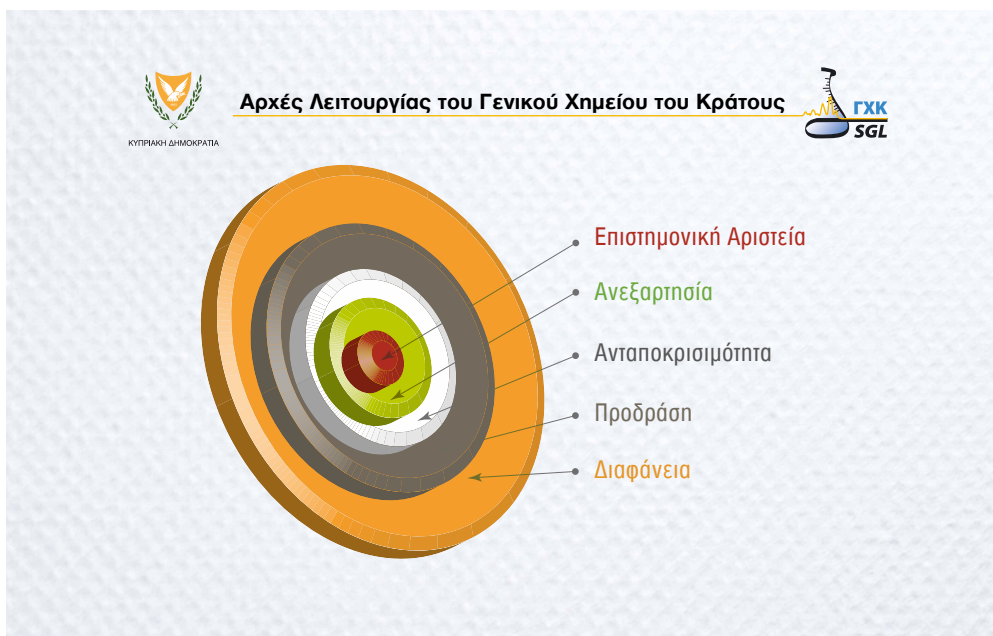 Αρχές Λειτουργίας του Γενικού Χημείου του Κράτους
ΓΧΚ
SGL
ΚΥΠΡΙΑΚΗ ΔΗΜΟΚΡΑΤΙΑ
Επιστημονική Αριστεία
Ανεξαρτησία
Ανταποκρισιμότητα
Προδράση
Διαφάνεια